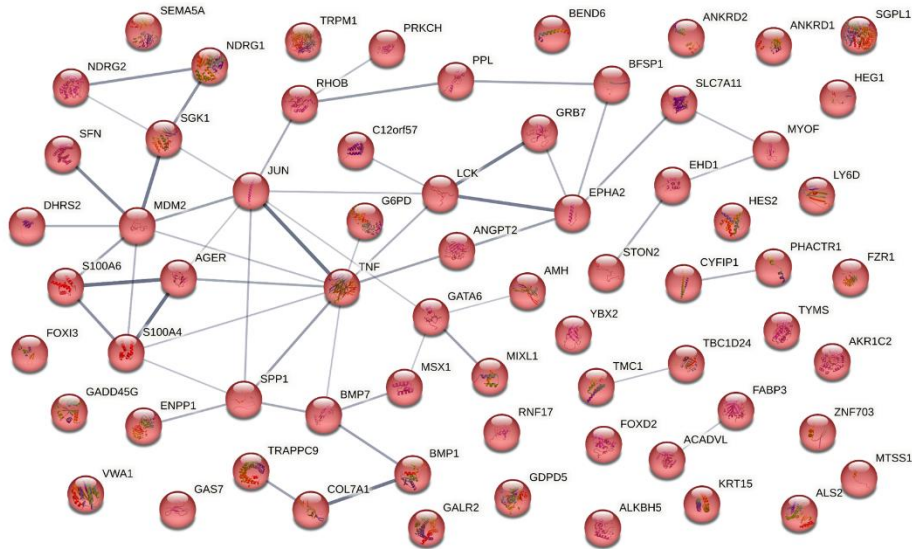 SEMA5A
TRPM1
PRKCH
BEND6
ANKRD2
ANKRD1
SGPL1
NDRG1
NDRG2
RHOB
PPL
BFSP1
SLC7A11
HEG1
SGK1
C12orf57
GRB7
MYOF
SFN
JUN
LCK
EHD1
EPHA2
LY6D
DHRS2
MDM2
G6PD
ANGPT2
HES2
S100A6
AGER
TNF
STON2
CYFIP1
PHACTR1
FZR1
AMH
GATA6
FOXI3
S100A4
YBX2
TYMS
MIXL1
TBC1D24
AKR1C2
MSX1
TMC1
SPP1
BMP7
GADD45G
ENPP1
FABP3
RNF17
FOXD2
ACADVL
ZNF703
TRAPPC9
BMP1
VWA1
COL7A1
GDPD5
KRT15
MTSS1
GAS7
GALR2
ALKBH5
ALS2